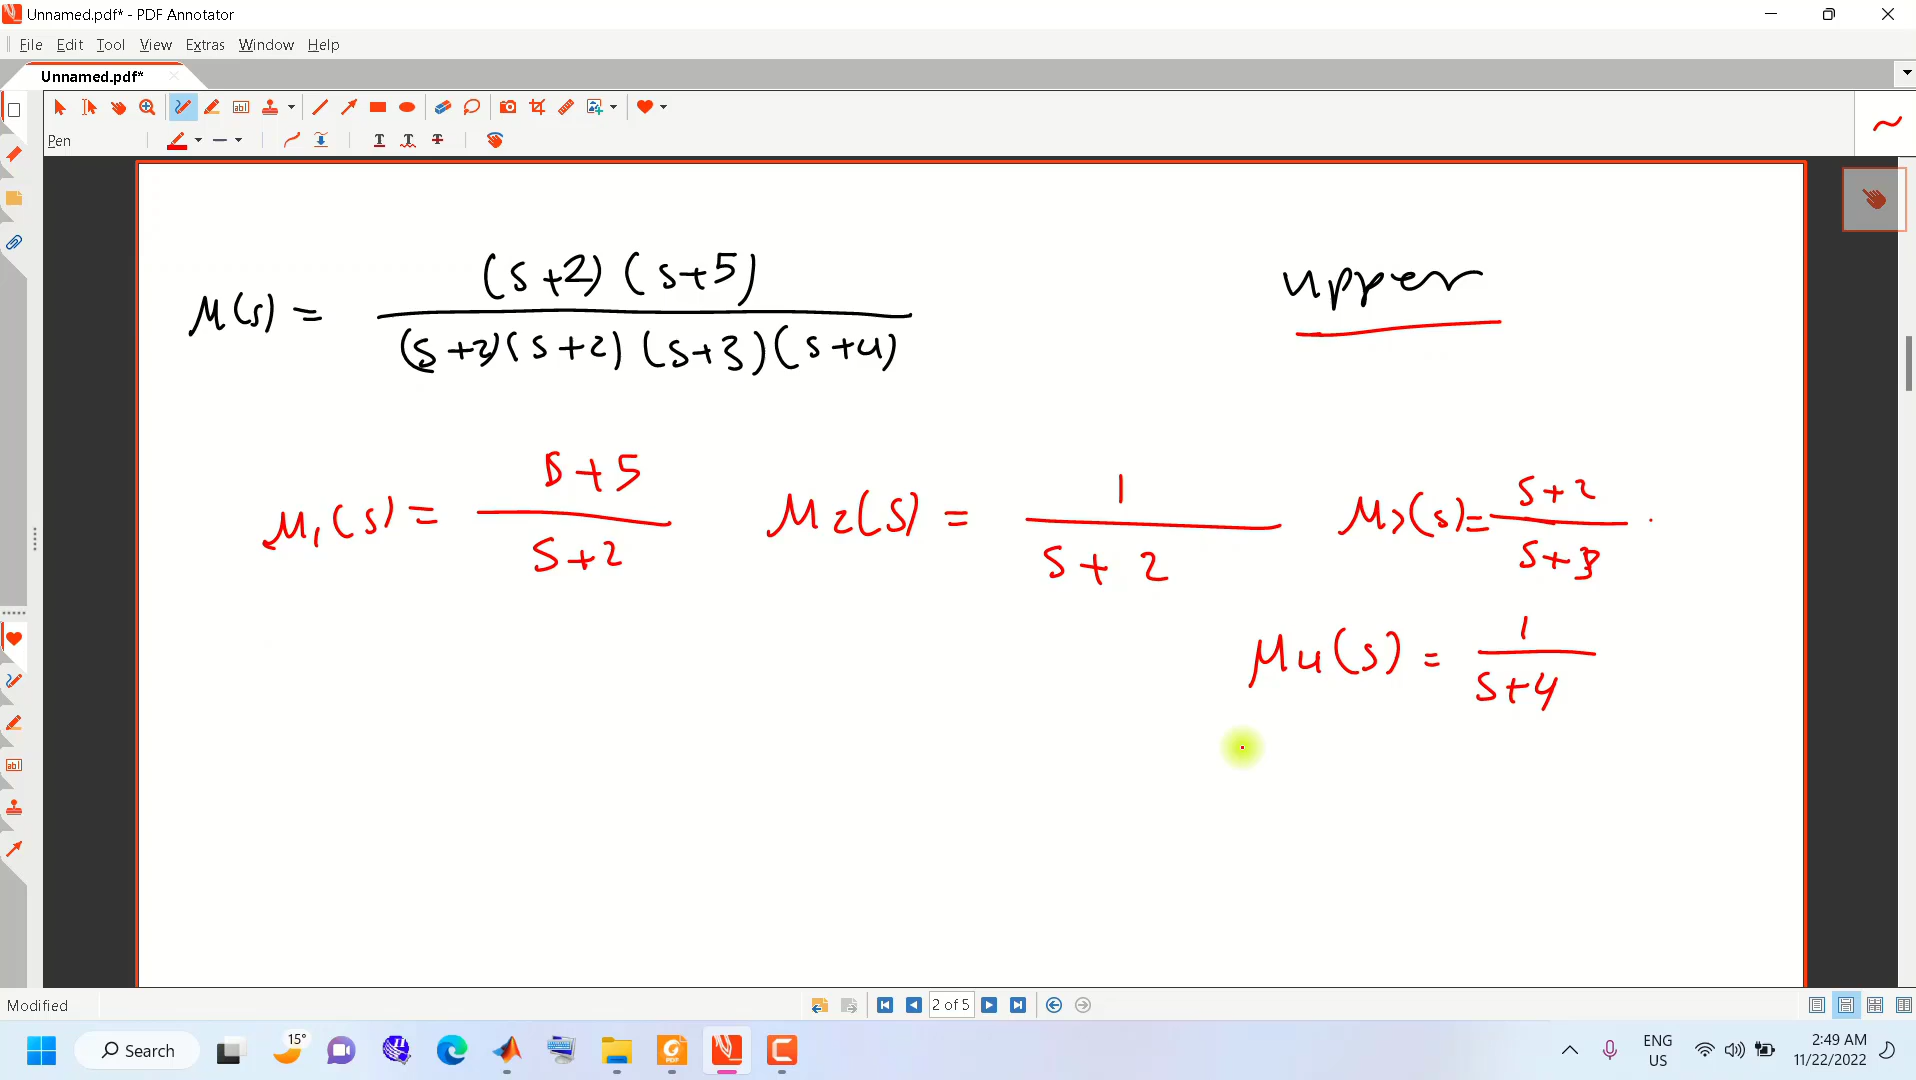 Unnamed.pdf* - PDF Annotator
File Edit Tool View Extras Window Help
Unnamed.pdf*
Pen
M(s) = (s+2)(s+5) / (s+2)(s+2)(s+3)(s+4)
upper
M1(s) = s+5 / s+2
M2(s) = 1 / s+2
M3(s) = s+2 / s+3
M4(s) = 1 / s+4
Modified
2 of 5
15°
Search
ENG
US
2:49 AM
11/22/2022